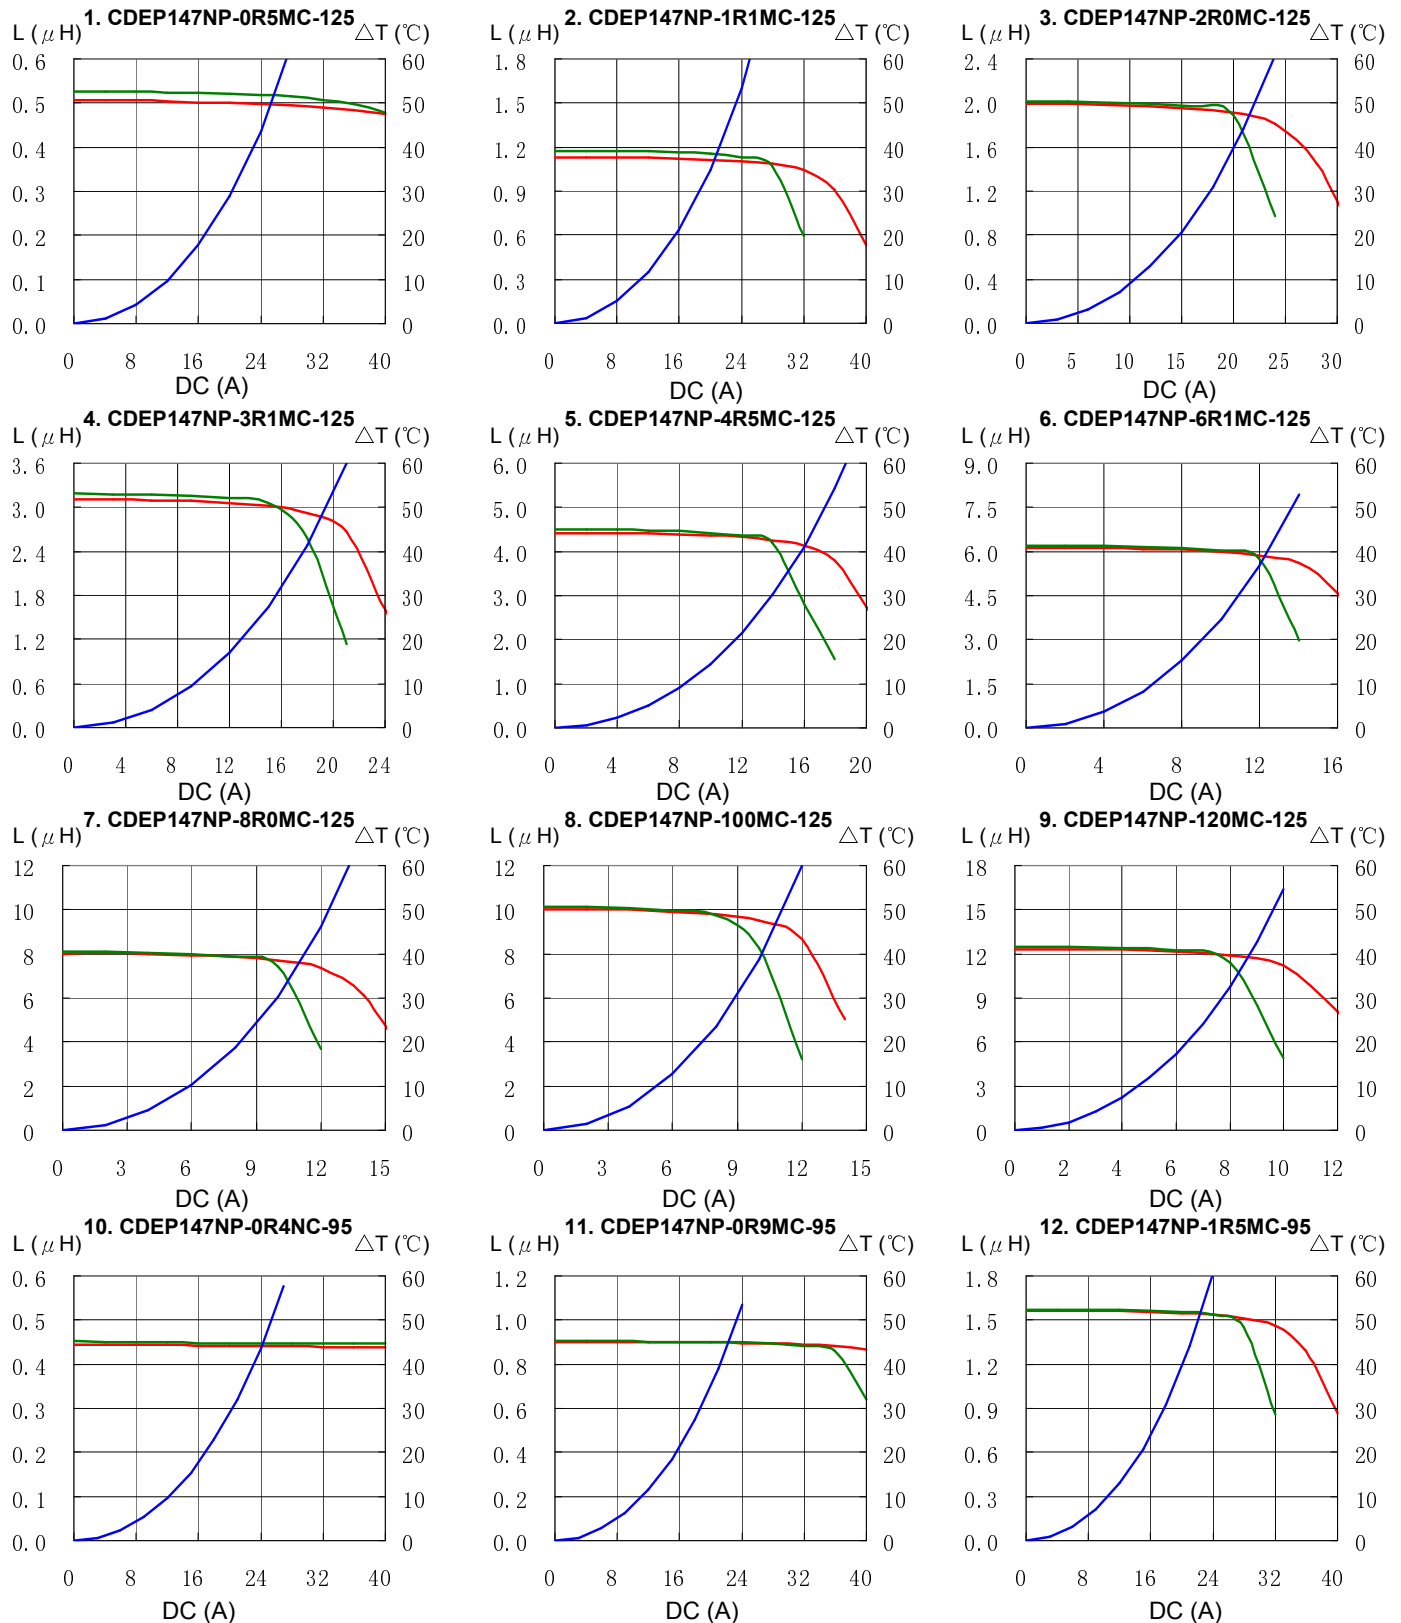 1. CDEP147NP-0R5MC-125
L (μH) △T (℃)
0.6 60
0.5 50
0.4 40
0.3 30
0.2 20
0.1 10
0.0 0
0 8 16 24 32 40
DC (A)
2. CDEP147NP-1R1MC-125
L (μH) △T (℃)
1.8 60
1.5 50
1.2 40
0.9 30
0.6 20
0.3 10
0.0 0
0 8 16 24 32 40
DC (A)
3. CDEP147NP-2R0MC-125
L (μH) △T (℃)
2.4 60
2.0 50
1.6 40
1.2 30
0.8 20
0.4 10
0.0 0
0 5 10 15 20 25 30
DC (A)
4. CDEP147NP-3R1MC-125
L (μH) △T (℃)
3.6 60
3.0 50
2.4 40
1.8 30
1.2 20
0.6 10
0.0 0
0 4 8 12 16 20 24
DC (A)
5. CDEP147NP-4R5MC-125
L (μH) △T (℃)
6.0 60
5.0 50
4.0 40
3.0 30
2.0 20
1.0 10
0.0 0
0 4 8 12 16 20
DC (A)
6. CDEP147NP-6R1MC-125
L (μH) △T (℃)
9.0 60
7.5 50
6.0 40
4.5 30
3.0 20
1.5 10
0.0 0
0 4 8 12 16
DC (A)
7. CDEP147NP-8R0MC-125
L (μH) △T (℃)
12 60
10 50
8 40
6 30
4 20
2 10
0 0
0 3 6 9 12 15
DC (A)
8. CDEP147NP-100MC-125
L (μH) △T (℃)
12 60
10 50
8 40
6 30
4 20
2 10
0 0
0 3 6 9 12 15
DC (A)
9. CDEP147NP-120MC-125
L (μH) △T (℃)
18 60
15 50
12 40
9 30
6 20
3 10
0 0
0 2 4 6 8 10 12
DC (A)
10. CDEP147NP-0R4NC-95
L (μH) △T (℃)
0.6 60
0.5 50
0.4 40
0.3 30
0.2 20
0.1 10
0.0 0
0 8 16 24 32 40
DC (A)
11. CDEP147NP-0R9MC-95
L (μH) △T (℃)
1.2 60
1.0 50
0.8 40
0.6 30
0.4 20
0.2 10
0.0 0
0 8 16 24 32 40
DC (A)
12. CDEP147NP-1R5MC-95
L (μH) △T (℃)
1.8 60
1.5 50
1.2 40
0.9 30
0.6 20
0.3 10
0.0 0
0 8 16 24 32 40
DC (A)